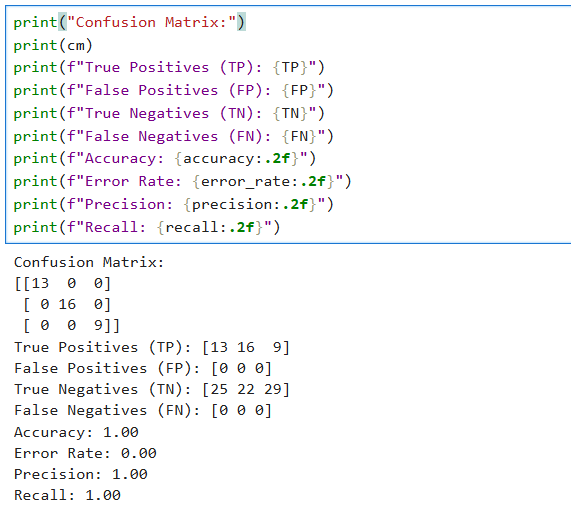 print("Confusion Matrix:")
print(cm)
print(f"True Positives (TP): {TP}")
print(f"False Positives (FP): {FP}")
print(f"True Negatives (TN): {TN}")
print(f"False Negatives (FN): {FN}")
print(f"Accuracy: {accuracy:.2f}")
print(f"Error Rate: {error_rate:.2f}")
print(f"Precision: {precision:.2f}")
print(f"Recall: {recall:.2f}")
Confusion Matrix:
[[13  0  0]
 [ 0 16  0]
 [ 0  0  9]]
True Positives (TP): [13 16  9]
False Positives (FP): [0 0 0]
True Negatives (TN): [25 22 29]
False Negatives (FN): [0 0 0]
Accuracy: 1.00
Error Rate: 0.00
Precision: 1.00
Recall: 1.00